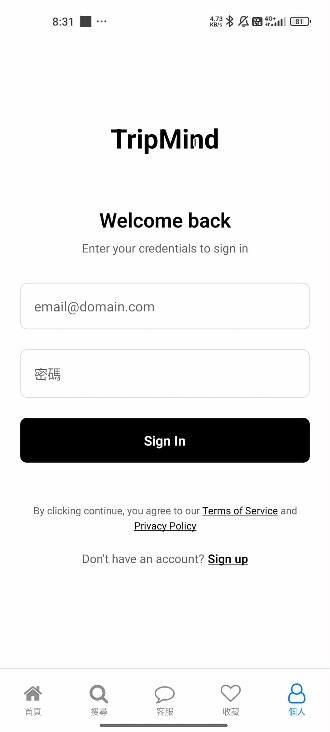 8:31
4.73 KB/s
4G+
81
TripMind
Welcome back
Enter your credentials to sign in
email@domain.com
密碼
Sign In
By clicking continue, you agree to our Terms of Service and
Privacy Policy
Don't have an account? Sign up
首頁 搜尋 客服 收藏 個人